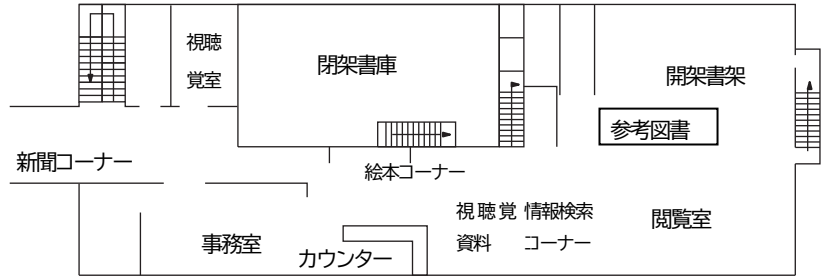 視聴
覚室
閉架書庫
開架書架
参考図書
新聞コーナー
絵本コーナー
視聴覚
資料
情報検索
コーナー
閲覧室
事務室
カウンター